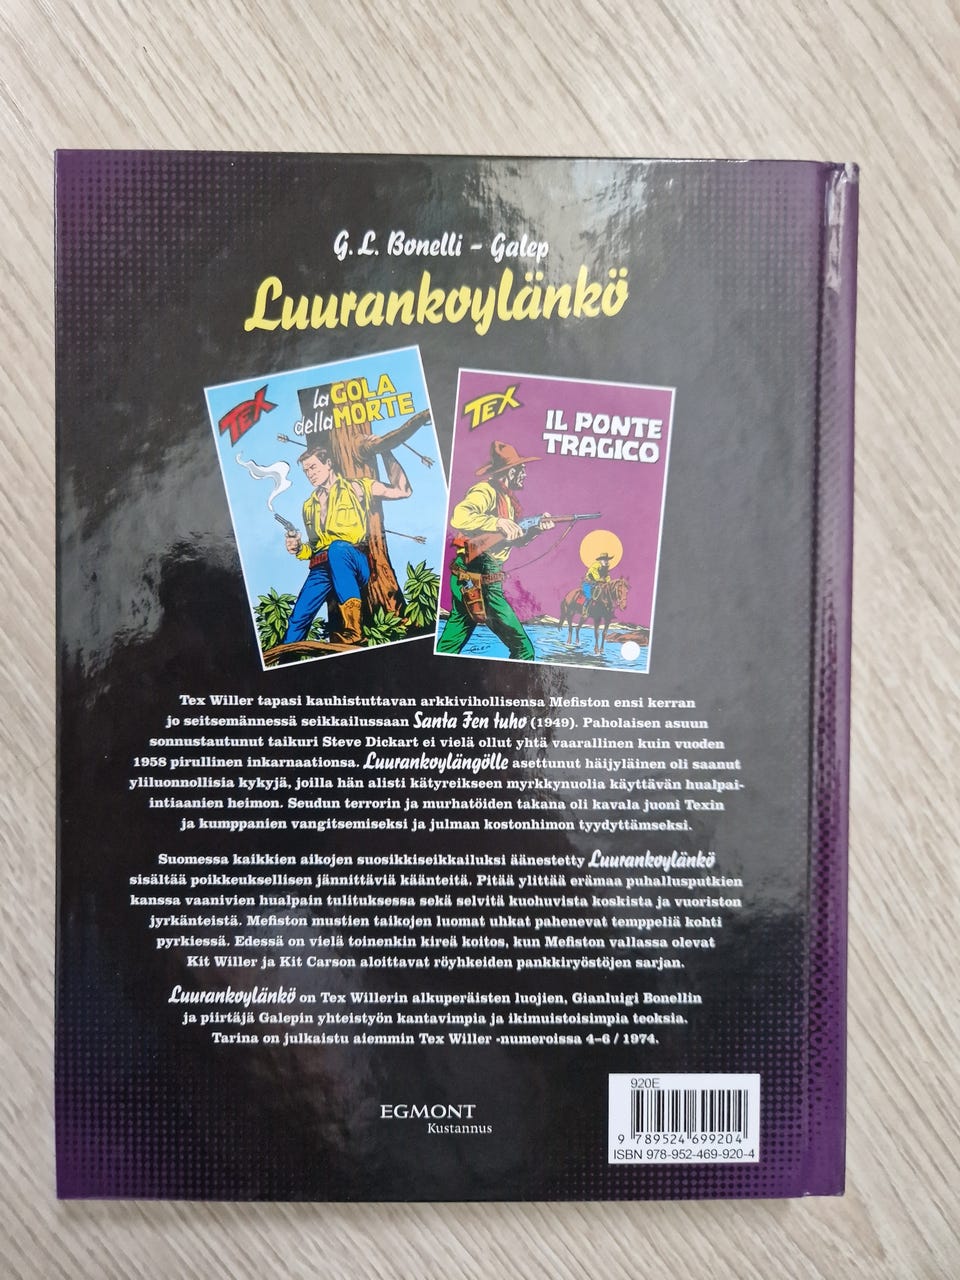 G. L. Bonelli – Galep
Luurankoylänkö
TEX
la GOLA
della MORTE
TEX
IL PONTE
TRAGICO
GALEP
Tex Willer tapasi kauhistuttavan arkkivihollisensa Mefiston ensi kerran
jo seitsemännessä seikkailussaan Santa Fen tuho (1949). Paholaisen asuun
sonnustautunut taikuri Steve Dickart ei vielä ollut yhtä vaarallinen kuin vuoden
1958 pirullinen inkarnaationsa. Luurankoylängölle asettunut häijyläinen oli saanut
yliluonnollisia kykyjä, joilla hän alisti kätyreikseen myrkkynuolia käyttävän hualpai-
intiaanien heimon. Seudun terrorin ja murhatöiden takana oli kavala juoni Texin
ja kumppanien vangitsemiseksi ja julman kostonhimon tyydyttämseksi.
Suomessa kaikkien aikojen suosikkiseikkailuksi äänestetty Luurankoylänkö
sisältää poikkeuksellisen jännittäviä käänteitä. Pitää ylittää erämaa puhallusputkien
kanssa vaanivien hualpain tulituksessa sekä selvitä kuohuvista koskista ja vuoriston
jyrkänteistä. Mefiston mustien taikojen luomat uhkat pahenevat temppeliä kohti
pyrkiessä. Edessä on vielä toinenkin kireä koitos, kun Mefiston vallassa olevat
Kit Willer ja Kit Carson aloittavat röyhkeiden pankkiryöstöjen sarjan.
Luurankoylänkö on Tex Willerin alkuperäisten luojien, Gianluigi Bonellin
ja piirtäjä Galepin yhteistyön kantavimpia ja ikimuistoisimpia teoksia.
Tarina on julkaistu aiemmin Tex Willer -numeroissa 4–6 / 1974.
EGMONT
Kustannus
920E
9 789524 699204
ISBN 978-952-469-920-4